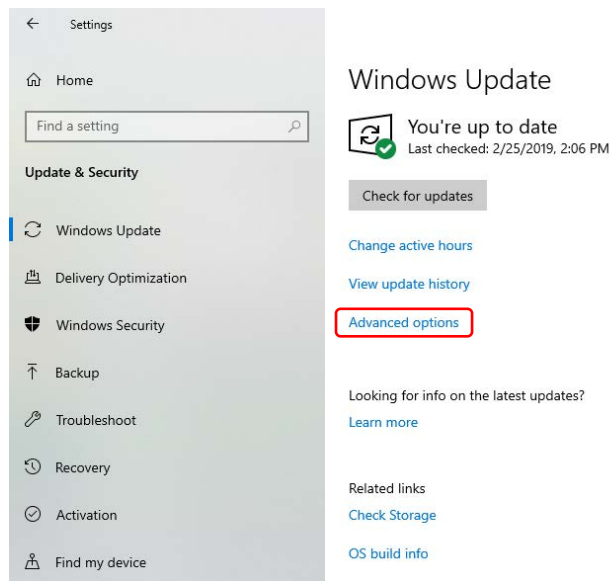 Settings
Home
Find a setting
Update & Security
Windows Update
Delivery Optimization
Windows Security
Backup
Troubleshoot
Recovery
Activation
Find my device
Windows Update
You're up to date
Last checked: 2/25/2019, 2:06 PM
Check for updates
Change active hours
View update history
Advanced options
Looking for info on the latest updates?
Learn more
Related links
Check Storage
OS build info